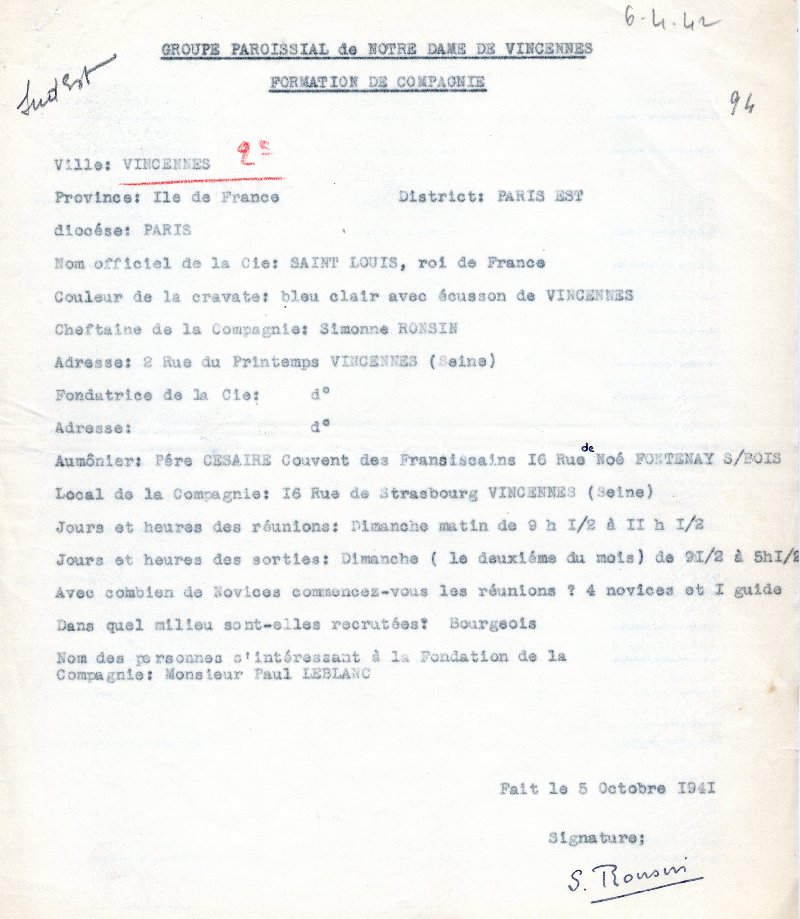 6.4.42
GROUPE PAROISSIAL de NOTRE DAME DE VINCENNES
FORMATION DE COMPAGNIE
Sud Est
94
Ville: VINCENNES 2e
Province: Ile de France District: PARIS EST
diocése: PARIS
Nom officiel de la Cie: SAINT LOUIS, roi de France
Couleur de la cravate: bleu clair avec écusson de VINCENNES
Cheftaine de la Compagnie: Simonne RONSIN
Adresse: 2 Rue du Printemps VINCENNES (Seine)
Fondatrice de la Cie: d°
Adresse: d°
Aumônier: Pére CESAIRE Couvent des Fransiscains I6 Rue de Noé FONTENAY S/BOIS
Local de la Compagnie: I6 Rue de Strasbourg VINCENNES (Seine)
Jours et heures des réunions: Dimanche matin de 9 h I/2 à II h I/2
Jours et heures des sorties: Dimanche ( le deuxiéme du mois) de 9I/2 à 5hI/2
Avec combien de Novices commencez-vous les réunions ? 4 novices et I guide
Dans quel milieu sont-elles recrutées? Bourgeois
Nom des personnes s'intéressant à la Fondation de la
Compagnie: Monsieur Paul LEBLANC
Fait le 5 Octobre I94I
Signature;
S. Ronsin